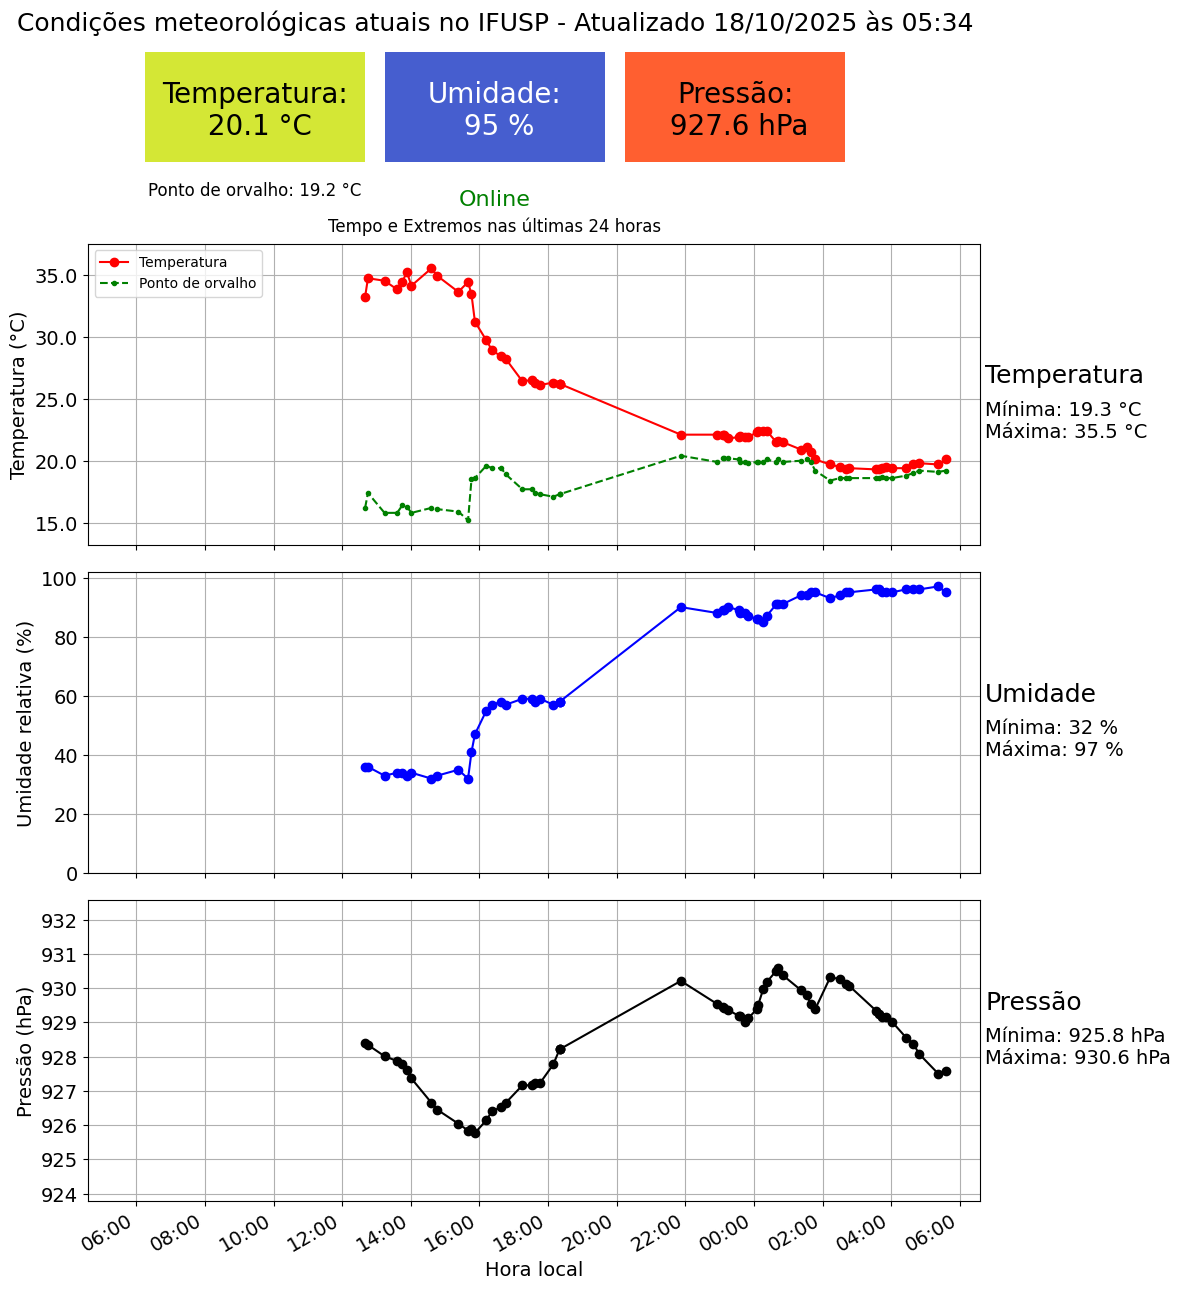 Condições meteorológicas atuais no IFUSP - Atualizado 18/10/2025 às 05:34
Temperatura:
20.1 °C
Umidade:
95 %
Pressão:
927.6 hPa
Ponto de orvalho: 19.2 °C
Online
Tempo e Extremos nas últimas 24 horas
Temperatura
Ponto de orvalho
Temperatura (°C)
35.0
30.0
25.0
20.0
15.0
Temperatura
Mínima: 19.3 °C
Máxima: 35.5 °C
Umidade relativa (%)
100
80
60
40
20
0
Umidade
Mínima: 32 %
Máxima: 97 %
Pressão (hPa)
932
931
930
929
928
927
926
925
924
Pressão
Mínima: 925.8 hPa
Máxima: 930.6 hPa
06:00
08:00
10:00
12:00
14:00
16:00
18:00
20:00
22:00
00:00
02:00
04:00
06:00
Hora local